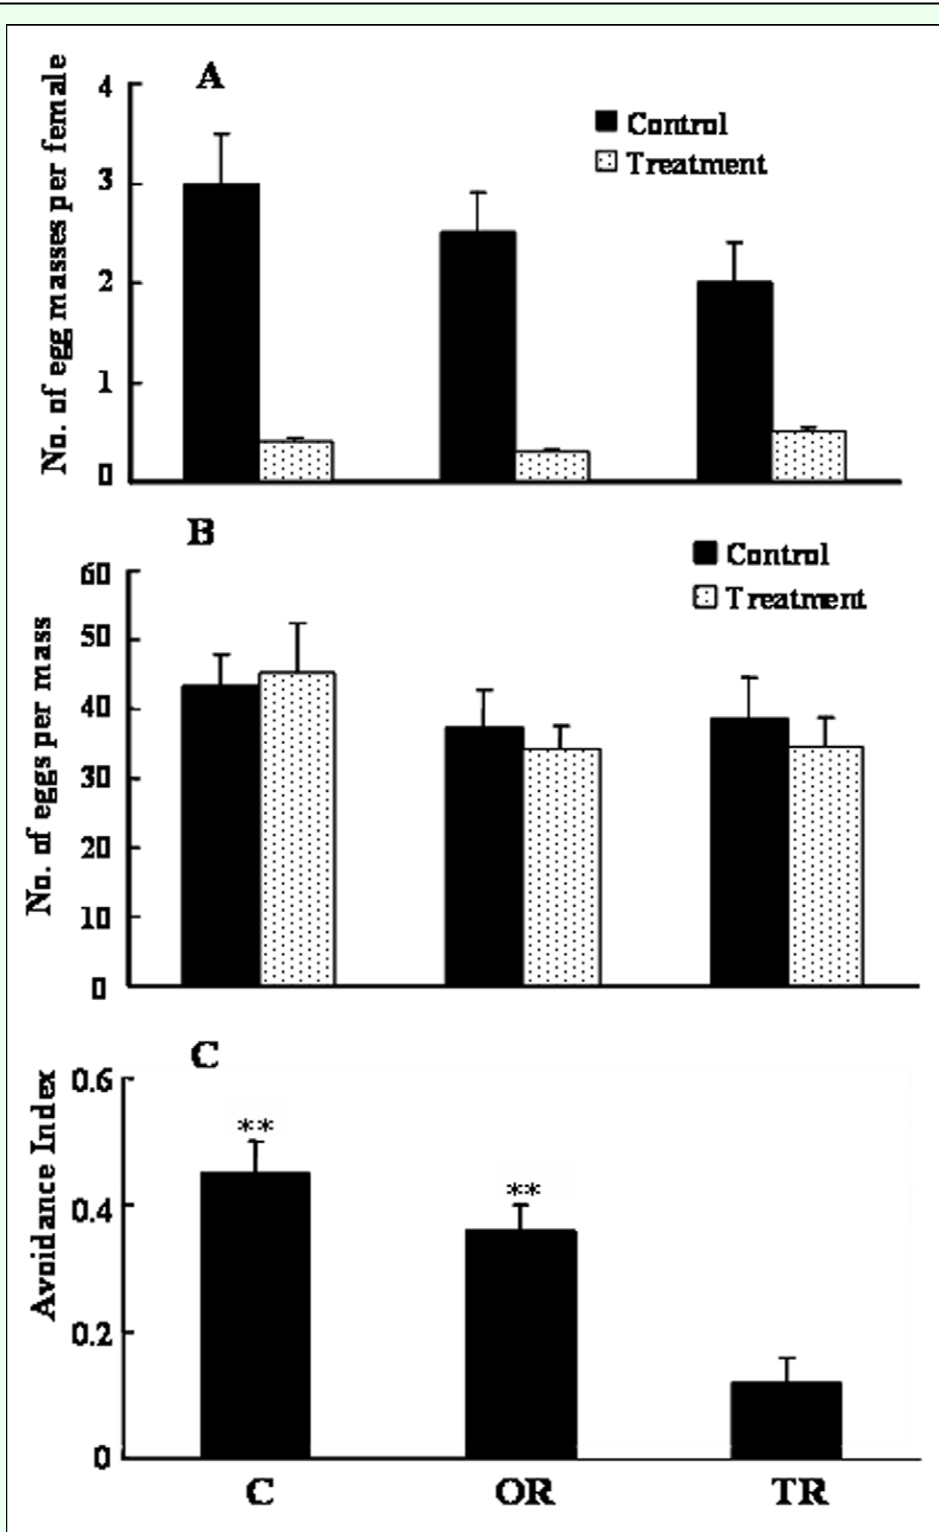 A
No. of egg masses per female
4
3
2
1
0
Control
Treatment
B
No. of eggs per mass
60
50
40
30
20
10
0
Control
Treatment
C
Avoidance Index
0.6
0.4
0.2
0
**
**
C OR TR